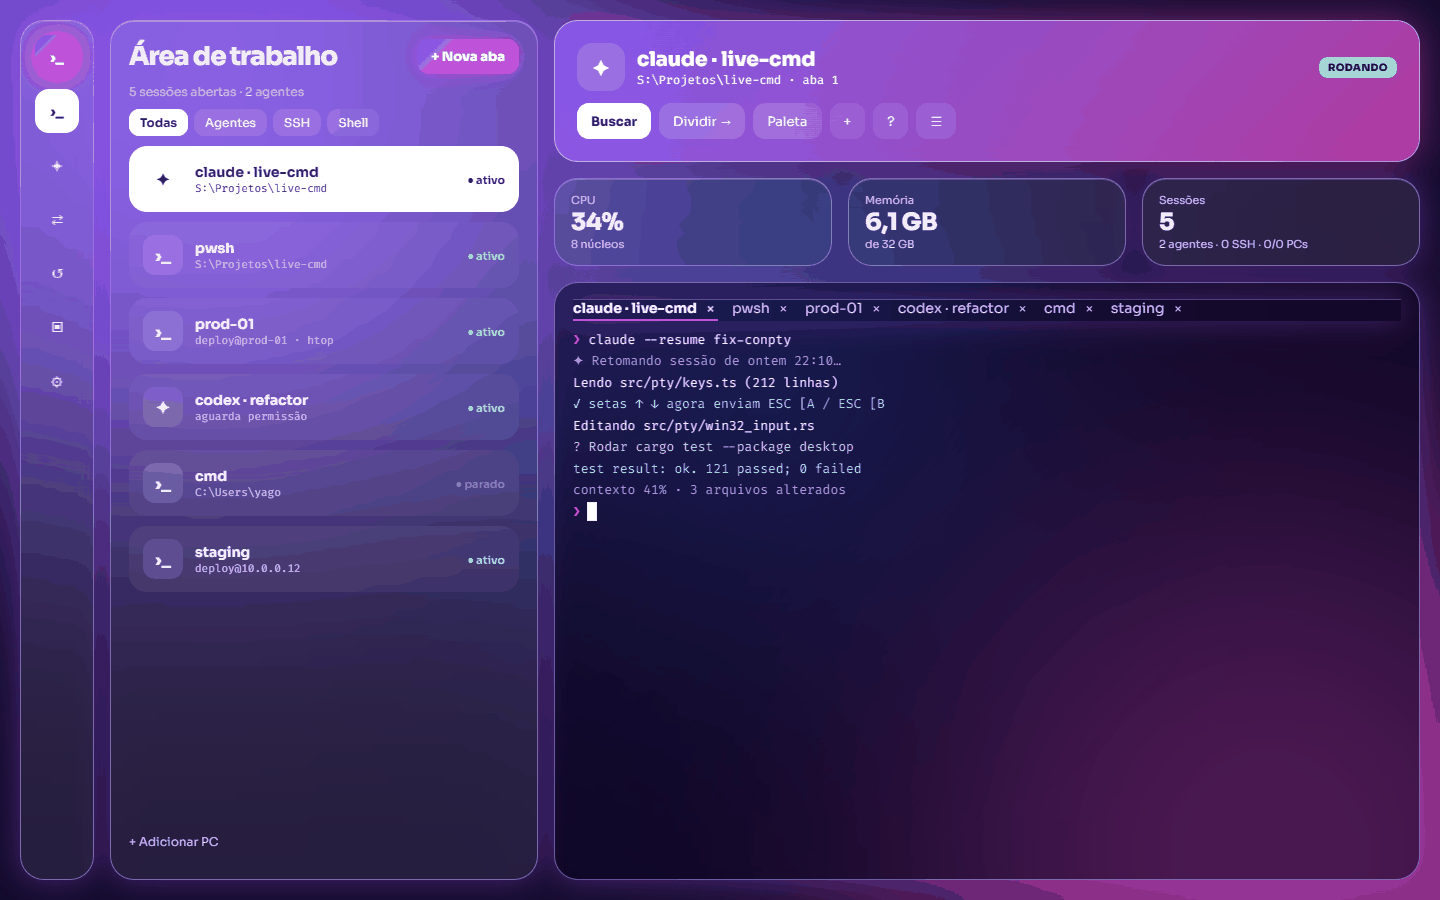 ›_
›_
Área de trabalho
+ Nova aba
5 sessões abertas · 2 agentes
Todas Agentes SSH Shell
claude · live-cmd
S:\Projetos\live-cmd
• ativo
›_ pwsh
S:\Projetos\live-cmd
• ativo
›_ prod-01
deploy@prod-01 · htop
• ativo
codex · refactor
aguarda permissão
• ativo
›_ cmd
C:\Users\yago
• parado
›_ staging
deploy@10.0.0.12
• ativo
+ Adicionar PC
claude · live-cmd
S:\Projetos\live-cmd · aba 1
RODANDO
Buscar Dividir → Paleta + ? ☰
CPU
34%
8 núcleos
Memória
6,1 GB
de 32 GB
Sessões
5
2 agentes · 0 SSH · 0/0 PCs
claude · live-cmd × pwsh × prod-01 × codex · refactor × cmd × staging ×
❯ claude --resume fix-conpty
✦ Retomando sessão de ontem 22:10…
Lendo src/pty/keys.ts (212 linhas)
✓ setas ↑ ↓ agora enviam ESC [A / ESC [B
Editando src/pty/win32_input.rs
? Rodar cargo test --package desktop
test result: ok. 121 passed; 0 failed
contexto 41% · 3 arquivos alterados
❯